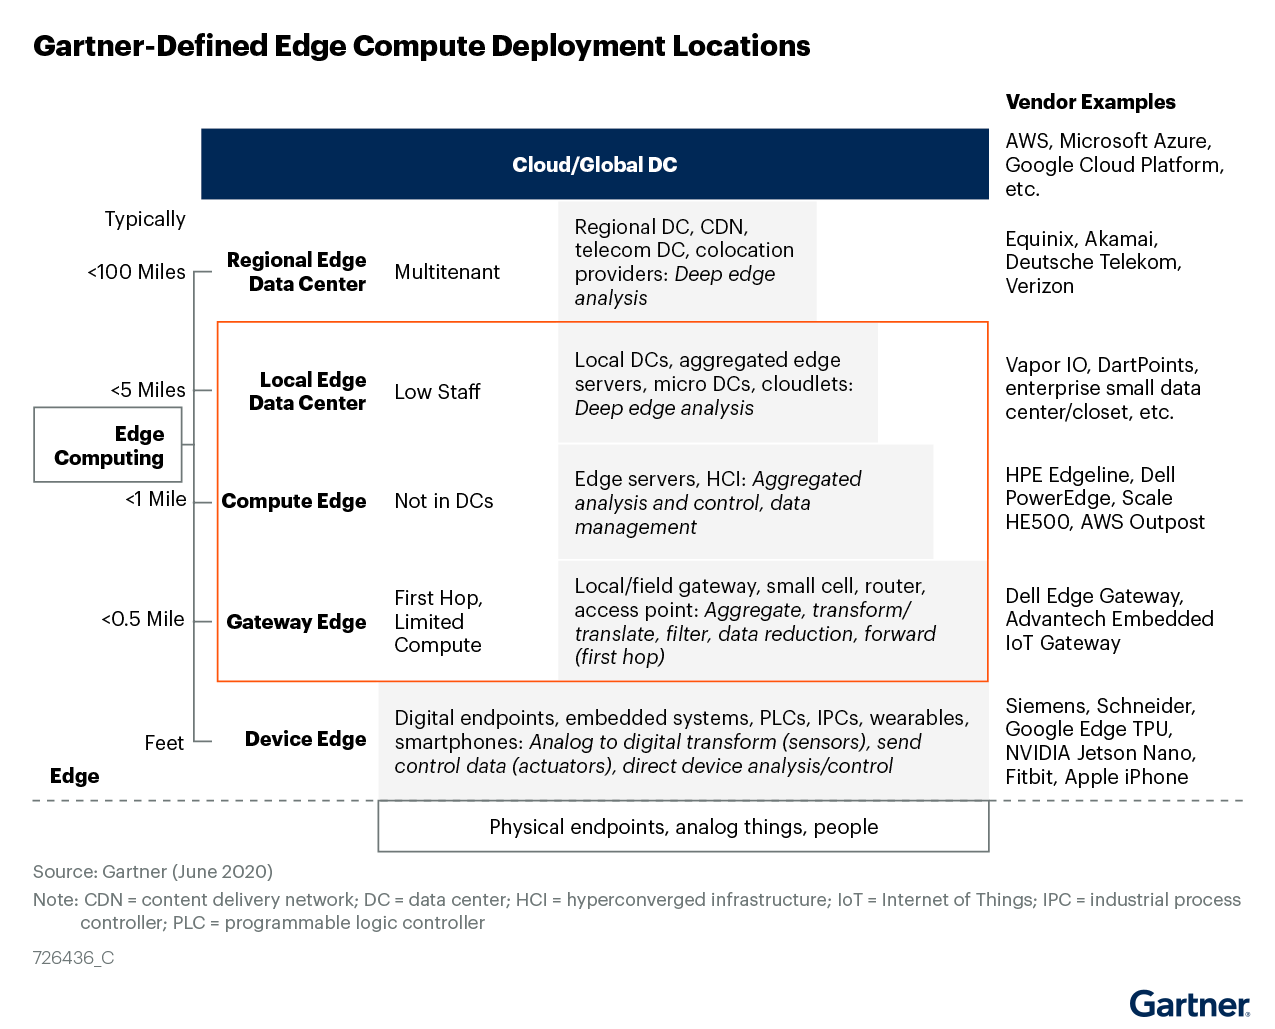 Gartner-Defined Edge Compute Deployment Locations
Vendor Examples
Cloud/Global DC
AWS, Microsoft Azure,
Google Cloud Platform,
etc.
Typically
<100 Miles
Regional Edge
Data Center
Multitenant
Regional DC, CDN,
telecom DC, colocation
providers: Deep edge
analysis
Equinix, Akamai,
Deutsche Telekom,
Verizon
<5 Miles
Local Edge
Data Center
Low Staff
Local DCs, aggregated edge
servers, micro DCs, cloudlets:
Deep edge analysis
Vapor IO, DartPoints,
enterprise small data
center/closet, etc.
Edge
Computing
<1 Mile
Compute Edge
Not in DCs
Edge servers, HCI: Aggregated
analysis and control, data
management
HPE Edgeline, Dell
PowerEdge, Scale
HE500, AWS Outpost
<0.5 Mile
Gateway Edge
First Hop,
Limited
Compute
Local/field gateway, small cell, router,
access point: Aggregate, transform/
translate, filter, data reduction, forward
(first hop)
Dell Edge Gateway,
Advantech Embedded
IoT Gateway
Feet
Device Edge
Digital endpoints, embedded systems, PLCs, IPCs, wearables,
smartphones: Analog to digital transform (sensors), send
control data (actuators), direct device analysis/control
Siemens, Schneider,
Google Edge TPU,
NVIDIA Jetson Nano,
Fitbit, Apple iPhone
Edge
Physical endpoints, analog things, people
Source: Gartner (June 2020)
Note: CDN = content delivery network; DC = data center; HCI = hyperconverged infrastructure; IoT = Internet of Things; IPC = industrial process
controller; PLC = programmable logic controller
726436_C
Gartner®